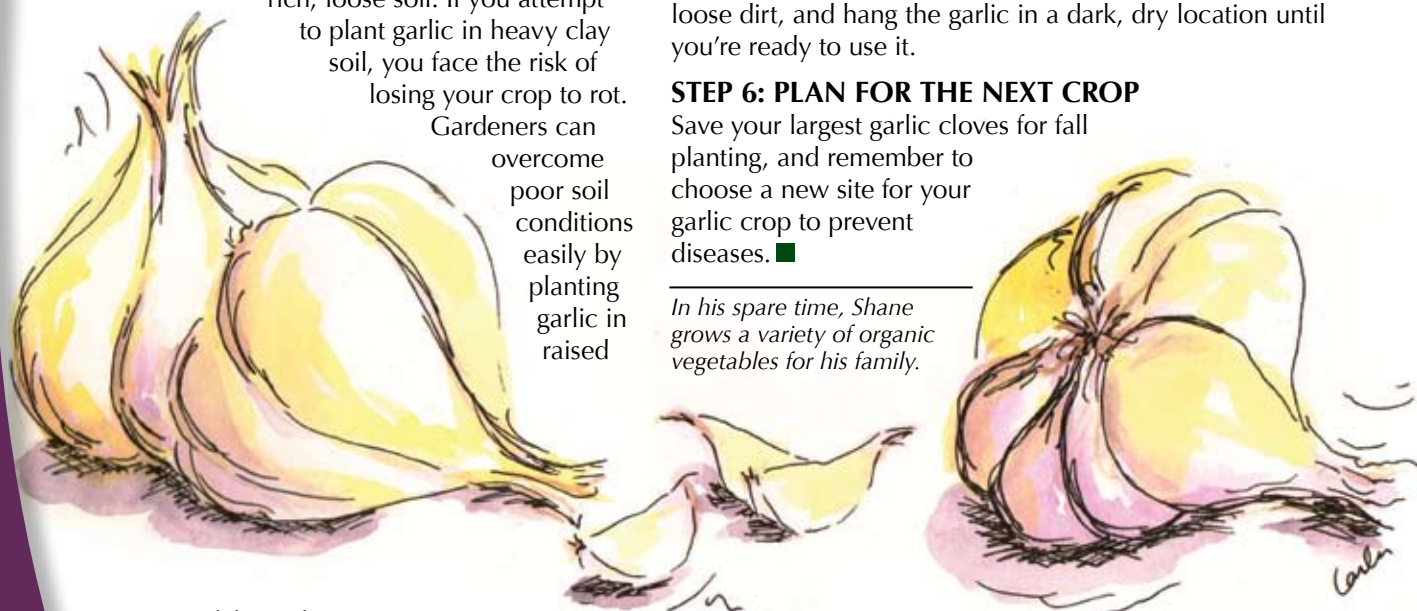 rich, loose soil. If you attempt
to plant garlic in heavy clay
soil, you face the risk of
losing your crop to rot.
Gardeners can
overcome
poor soil
conditions
easily by
planting
garlic in
raised
loose dirt, and hang the garlic in a dark, dry location until
you’re ready to use it.
STEP 6: PLAN FOR THE NEXT CROP
Save your largest garlic cloves for fall
planting, and remember to
choose a new site for your
garlic crop to prevent
diseases.
In his spare time, Shane
grows a variety of organic
vegetables for his family.